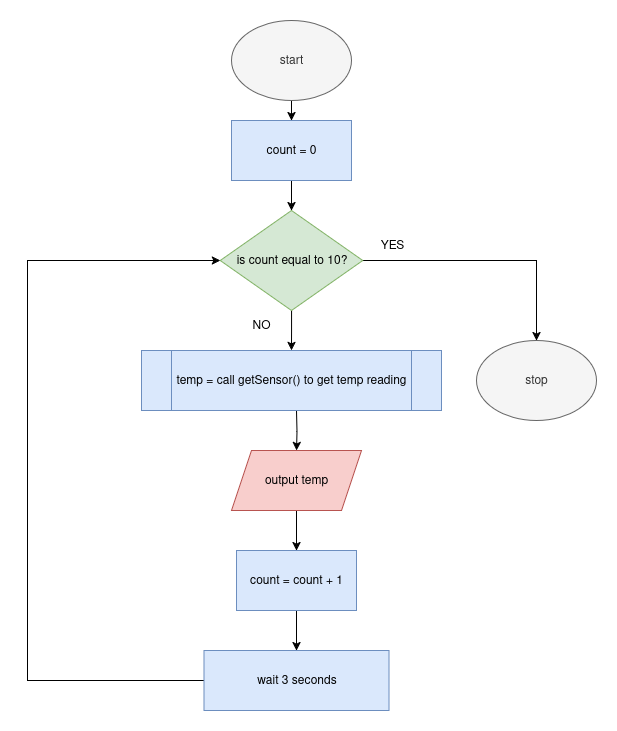 start
count = 0
is count equal to 10?
YES
NO
temp = call getSensor() to get temp reading
stop
output temp
count = count + 1
wait 3 seconds